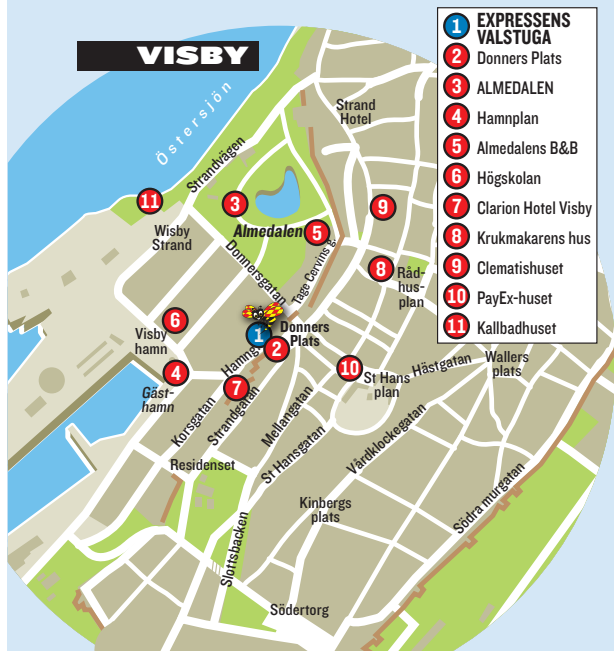 VISBY
1 EXPRESSENS
VALSTUGA
2 Donners Plats
3 ALMEDALEN
4 Hamnplan
5 Almedalens B&B
6 Högskolan
7 Clarion Hotel Visby
8 Krukmakarens hus
9 Clematishuset
10 PayEx-huset
11 Kallbadhuset
Östersjön
Strand
Hotel
Strandvägen
11
3
9
Wisby
Strand
Almedalen
5
Donnersgatan
Tage Cervins g.
8
Råd-
hus-
plan
6
Visby
hamn
1
Donners
Plats
2
Hamng
4
Gäst-
hamn
7
10
St Hans
plan
Hästgatan
Wallers
plats
Korsgatan
Strandgatan
Mellangatan
St Hansgatan
Vårdklockegatan
Residenset
Kinbergs
plats
Södra murgatan
Slottsbacken
Södertorg